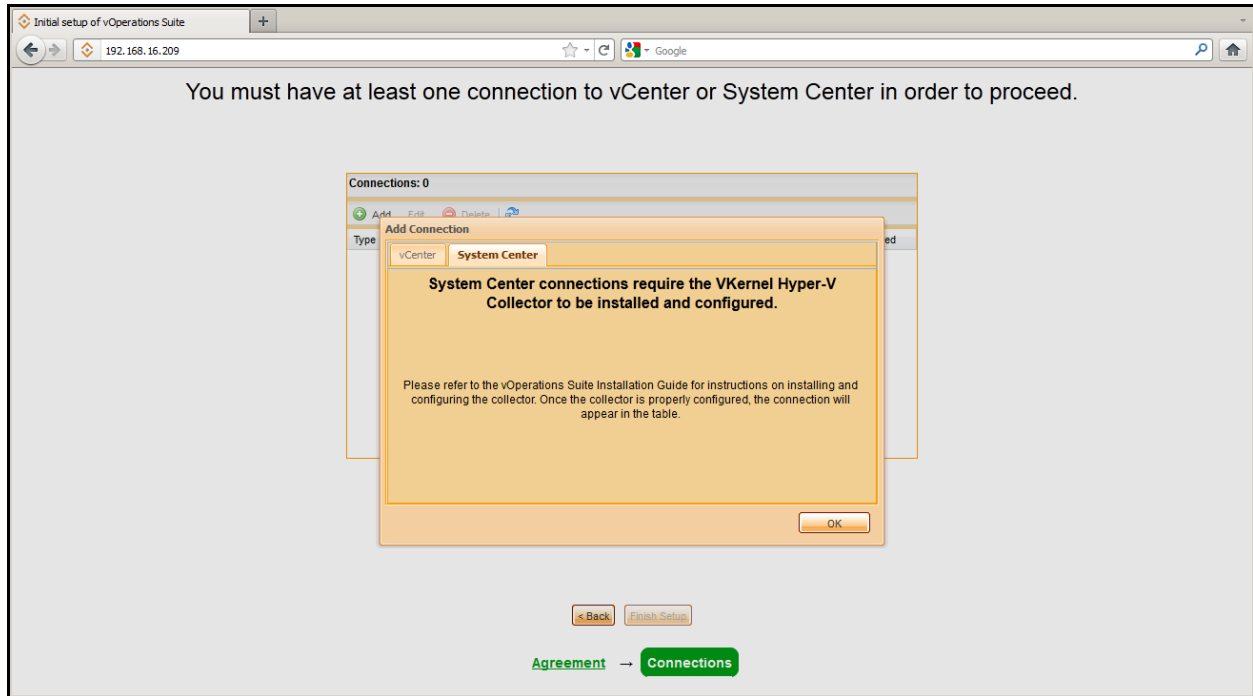 Initial setup of vOperations Suite
+
192.168.16.209
Google
You must have at least one connection to vCenter or System Center in order to proceed.
Connections: 0
Add Edit Delete
Type
ed
Add Connection
vCenter System Center
System Center connections require the VKernel Hyper-V
Collector to be installed and configured.
Please refer to the vOperations Suite Installation Guide for instructions on installing and
configuring the collector. Once the collector is properly configured, the connection will
appear in the table.
OK
< Back Finish Setup
Agreement → Connections